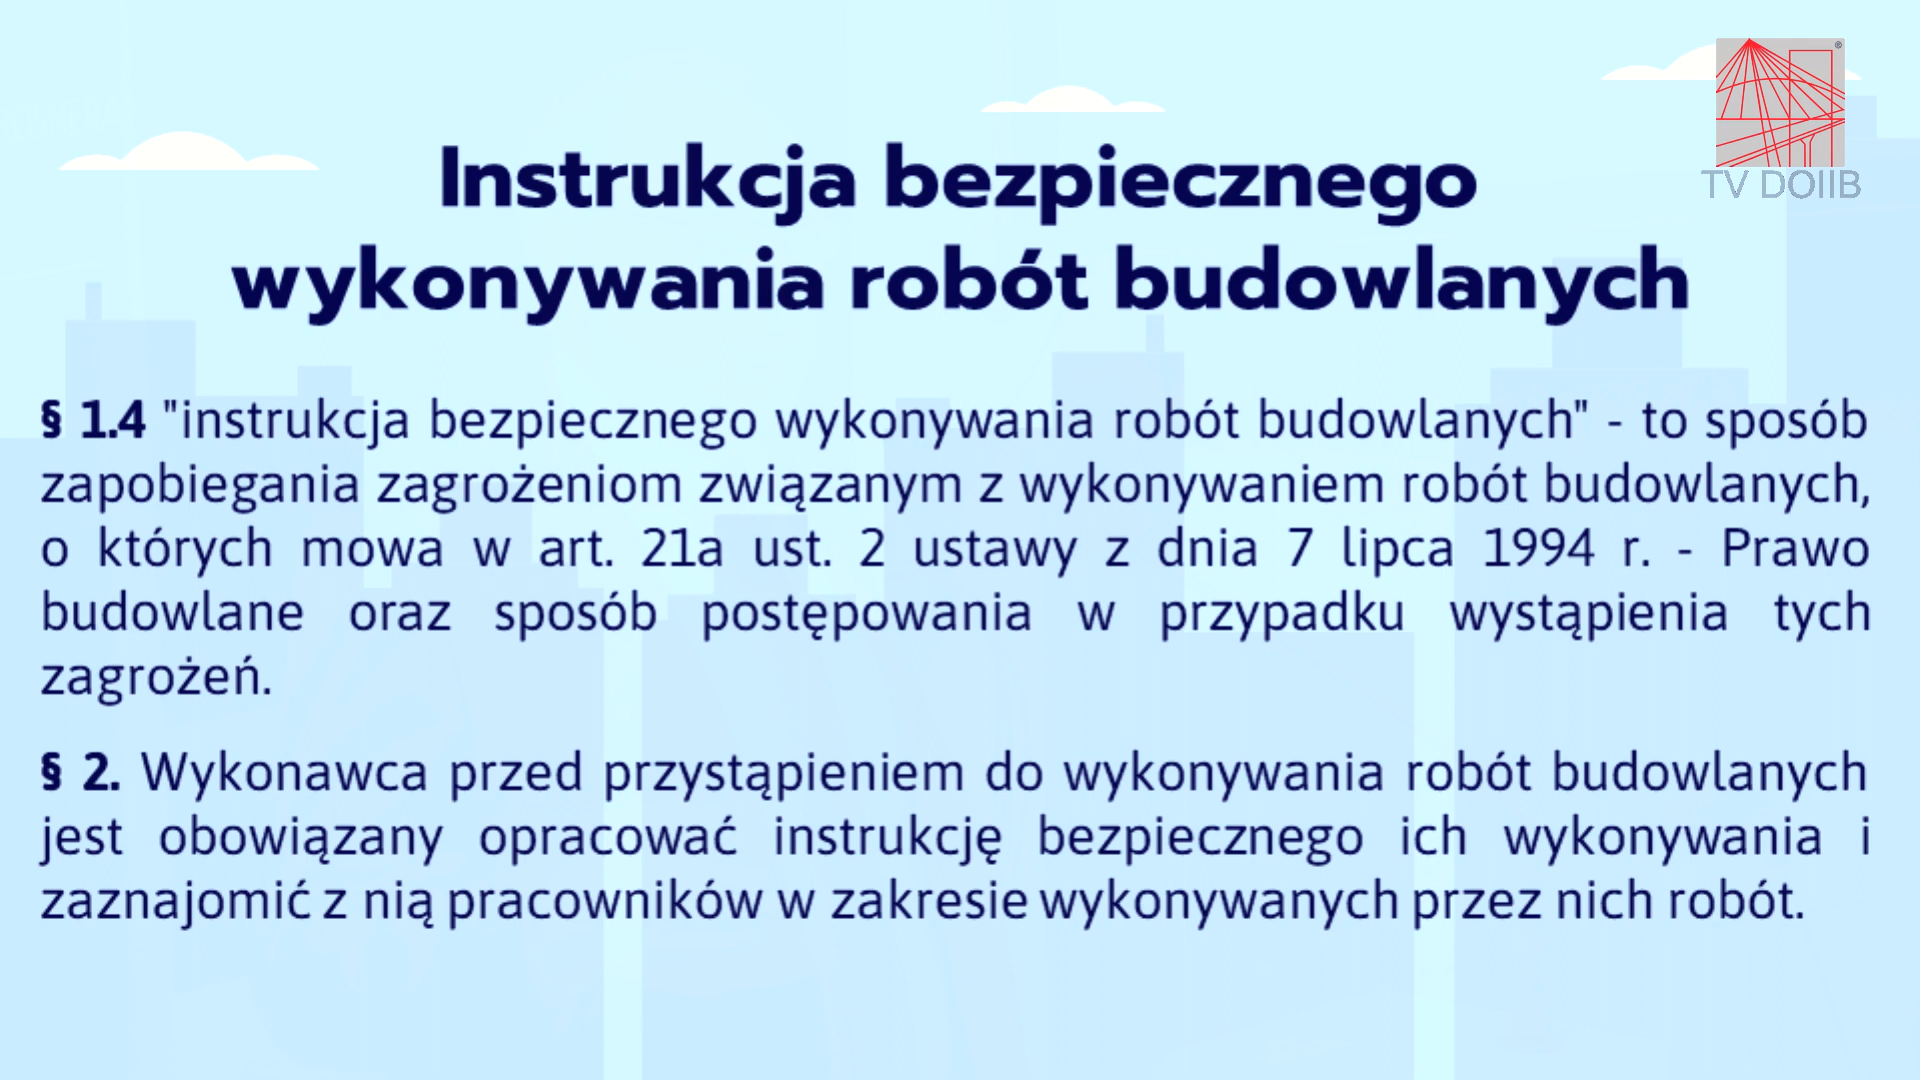 TV DOIIB
Instrukcja bezpiecznego
wykonywania robót budowlanych
§ 1.4 "instrukcja bezpiecznego wykonywania robót budowlanych" - to sposób
zapobiegania zagrożeniom związanym z wykonywaniem robót budowlanych,
o których mowa w art. 21a ust. 2 ustawy z dnia 7 lipca 1994 r. - Prawo
budowlane oraz sposób postępowania w przypadku wystąpienia tych
zagrożeń.
§ 2. Wykonawca przed przystąpieniem do wykonywania robót budowlanych
jest obowiązany opracować instrukcję bezpiecznego ich wykonywania i
zaznajomić z nią pracowników w zakresie wykonywanych przez nich robót.